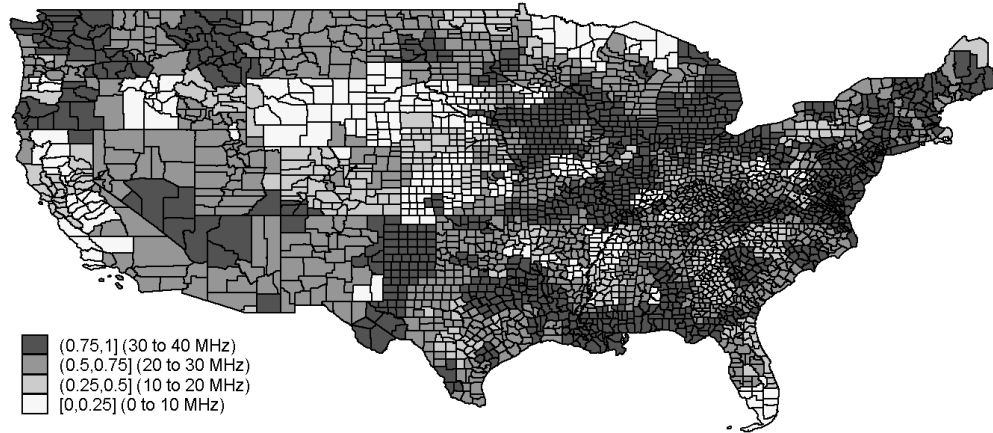 (0.75,1] (30 to 40 MHz)
(0.5,0.75] (20 to 30 MHz)
(0.25,0.5] (10 to 20 MHz)
[0,0.25] (0 to 10 MHz)